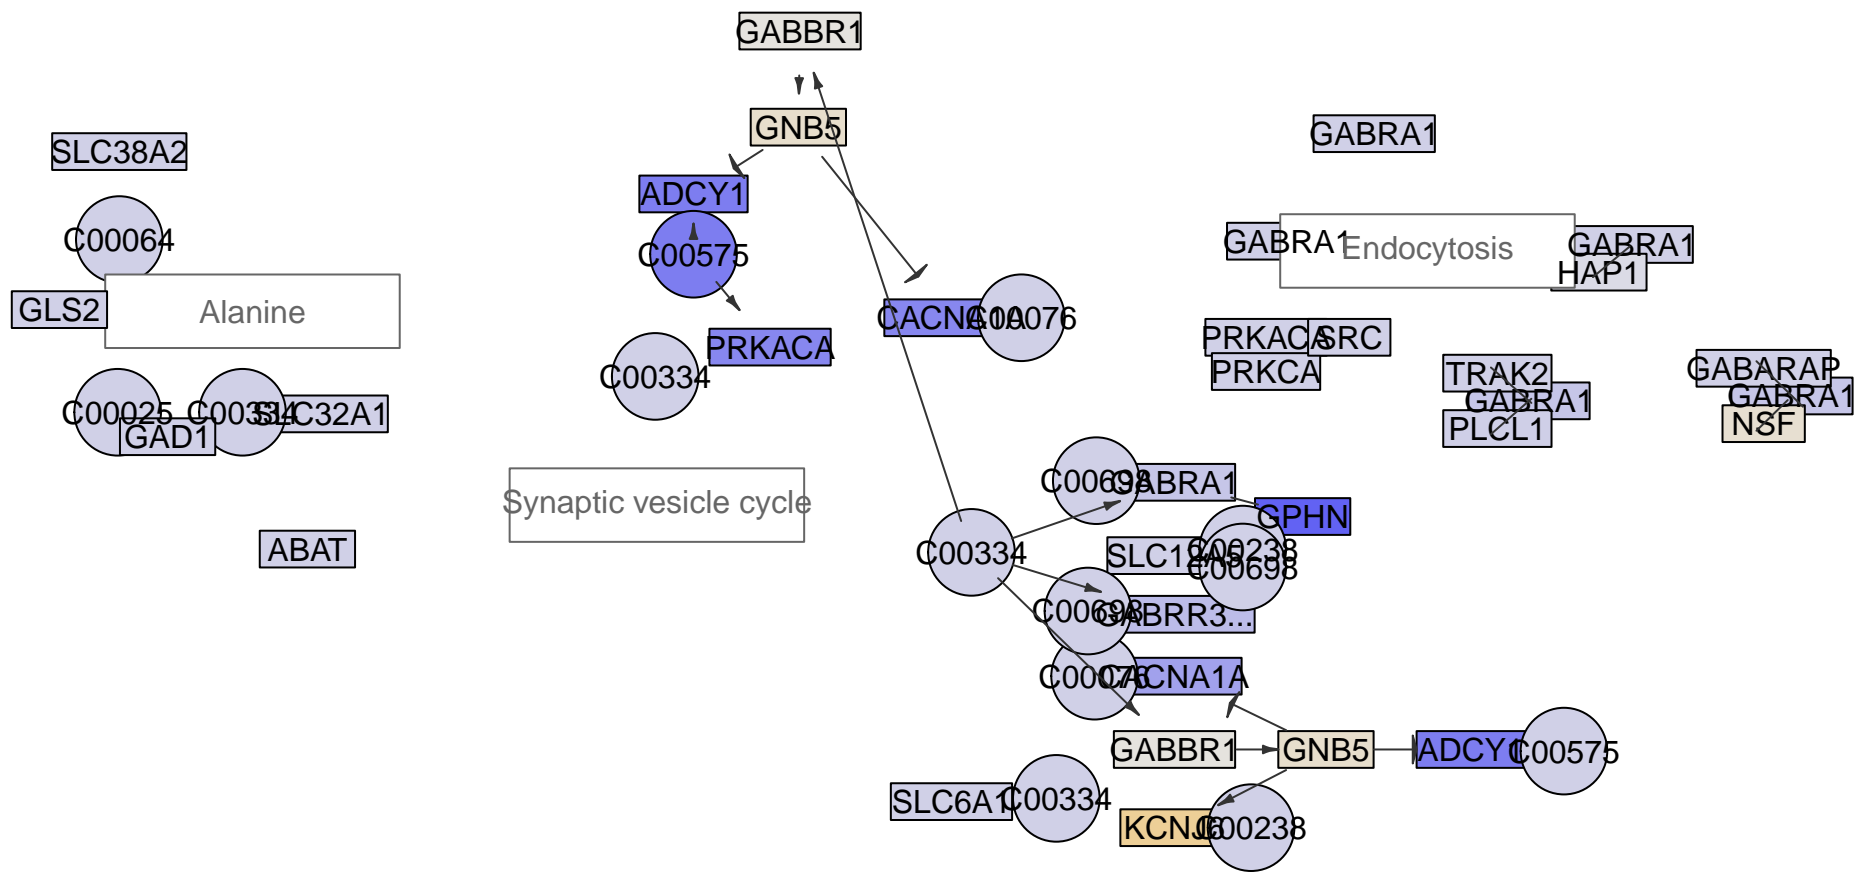 GABBR1
GNB5
GABRA1
SLC38A2
ADCY1
C00064
C00575
GABRA1
Endocytosis
GABRA1
HAP1
GLS2
Alanine
CACNA1A
C00076
PRKACA
C00334
PRKACA
SRC
PRKCA
TRAK2
GABRA1
PLCL1
GABARAP
GABRA1
NSF
C00025
C00334
SLC32A1
GAD1
Synaptic vesicle cycle
C00698
GABRA1
GPHN
ABAT
C00334
SLC12A5
C00238
C00698
C00698
GABRR3...
C00076
CACNA1A
GABBR1
GNB5
ADCY1
C00575
SLC6A1
C00334
KCNJ6
C00238